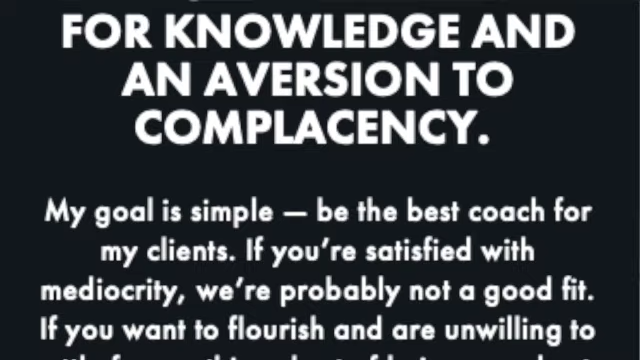 FOR KNOWLEDGE AND
AN AVERSION TO
COMPLACENCY.
My goal is simple — be the best coach for
my clients. If you're satisfied with
mediocrity, we're probably not a good fit.
If you want to flourish and are unwilling to